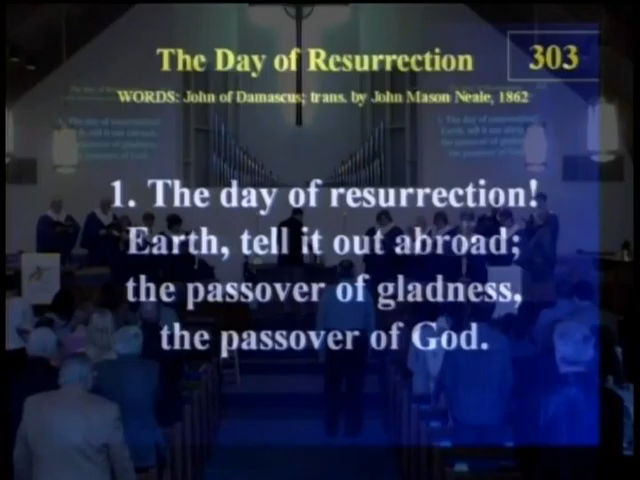 The Day of Resurrection
303
WORDS: John of Damascus; trans. by John Mason Neale, 1862
1. The day of resurrection!
Earth, tell it out abroad;
the passover of gladness,
the passover of God.